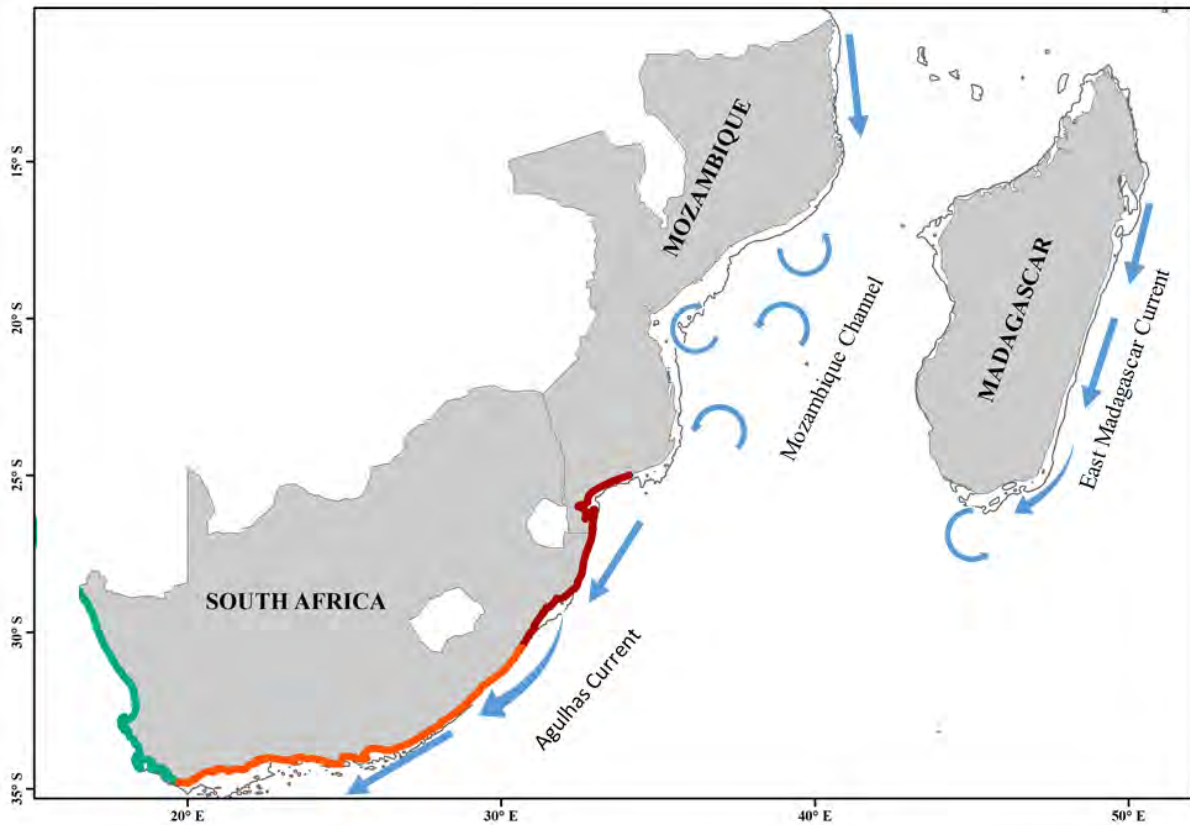 MOZAMBIQUE
15° S
MADAGASCAR
Mozambique Channel
East Madagascar Current
20° S
25° S
SOUTH AFRICA
30° S
Agulhas Current
35° S
20° E
30° E
40° E
50° E